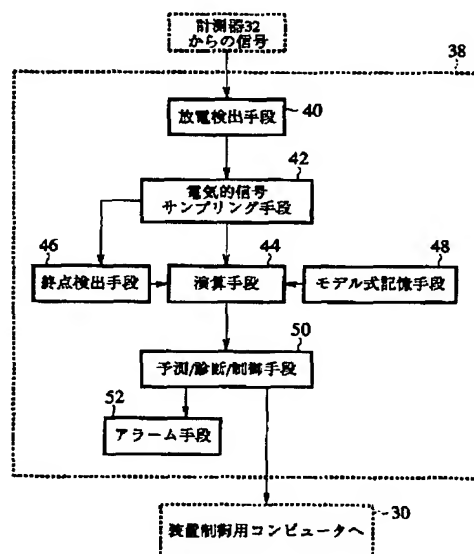 計測器32
からの信号
38
放電検出手段
40
42
電気的信号
サンプリング手段
46
44
48
終点検出手段
演算手段
モデル式記憶手段
50
予測/診断/制御手段
52
アラーム手段
30
装置制御用コンピュータへ